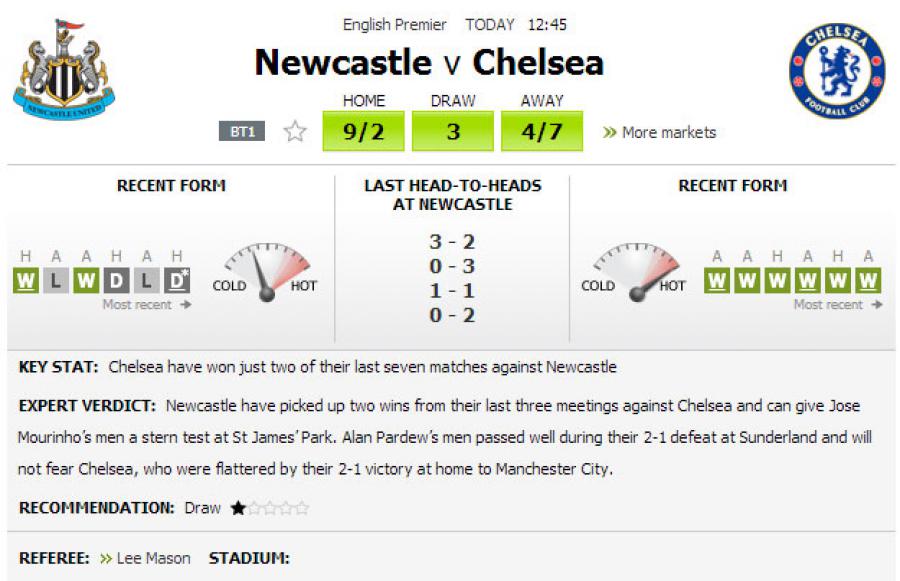 English Premier TODAY 12:45
Newcastle v Chelsea
HOME DRAW AWAY
BT1 9/2 3 4/7 » More markets
NEWCASTLE UNITED
CHELSEA
FOOTBALL CLUB
RECENT FORM
H A A H A H
W L W D L D*
Most recent →
COLD HOT
LAST HEAD-TO-HEADS
AT NEWCASTLE
3 - 2
0 - 3
1 - 1
0 - 2
RECENT FORM
COLD HOT
A A H A H A
W W W W W W
Most recent →
KEY STAT: Chelsea have won just two of their last seven matches against Newcastle
EXPERT VERDICT: Newcastle have picked up two wins from their last three meetings against Chelsea and can give Jose
Mourinho's men a stern test at St James' Park. Alan Pardew's men passed well during their 2-1 defeat at Sunderland and will
not fear Chelsea, who were flattered by their 2-1 victory at home to Manchester City.
RECOMMENDATION: Draw ★☆☆☆☆
REFEREE: » Lee Mason STADIUM: